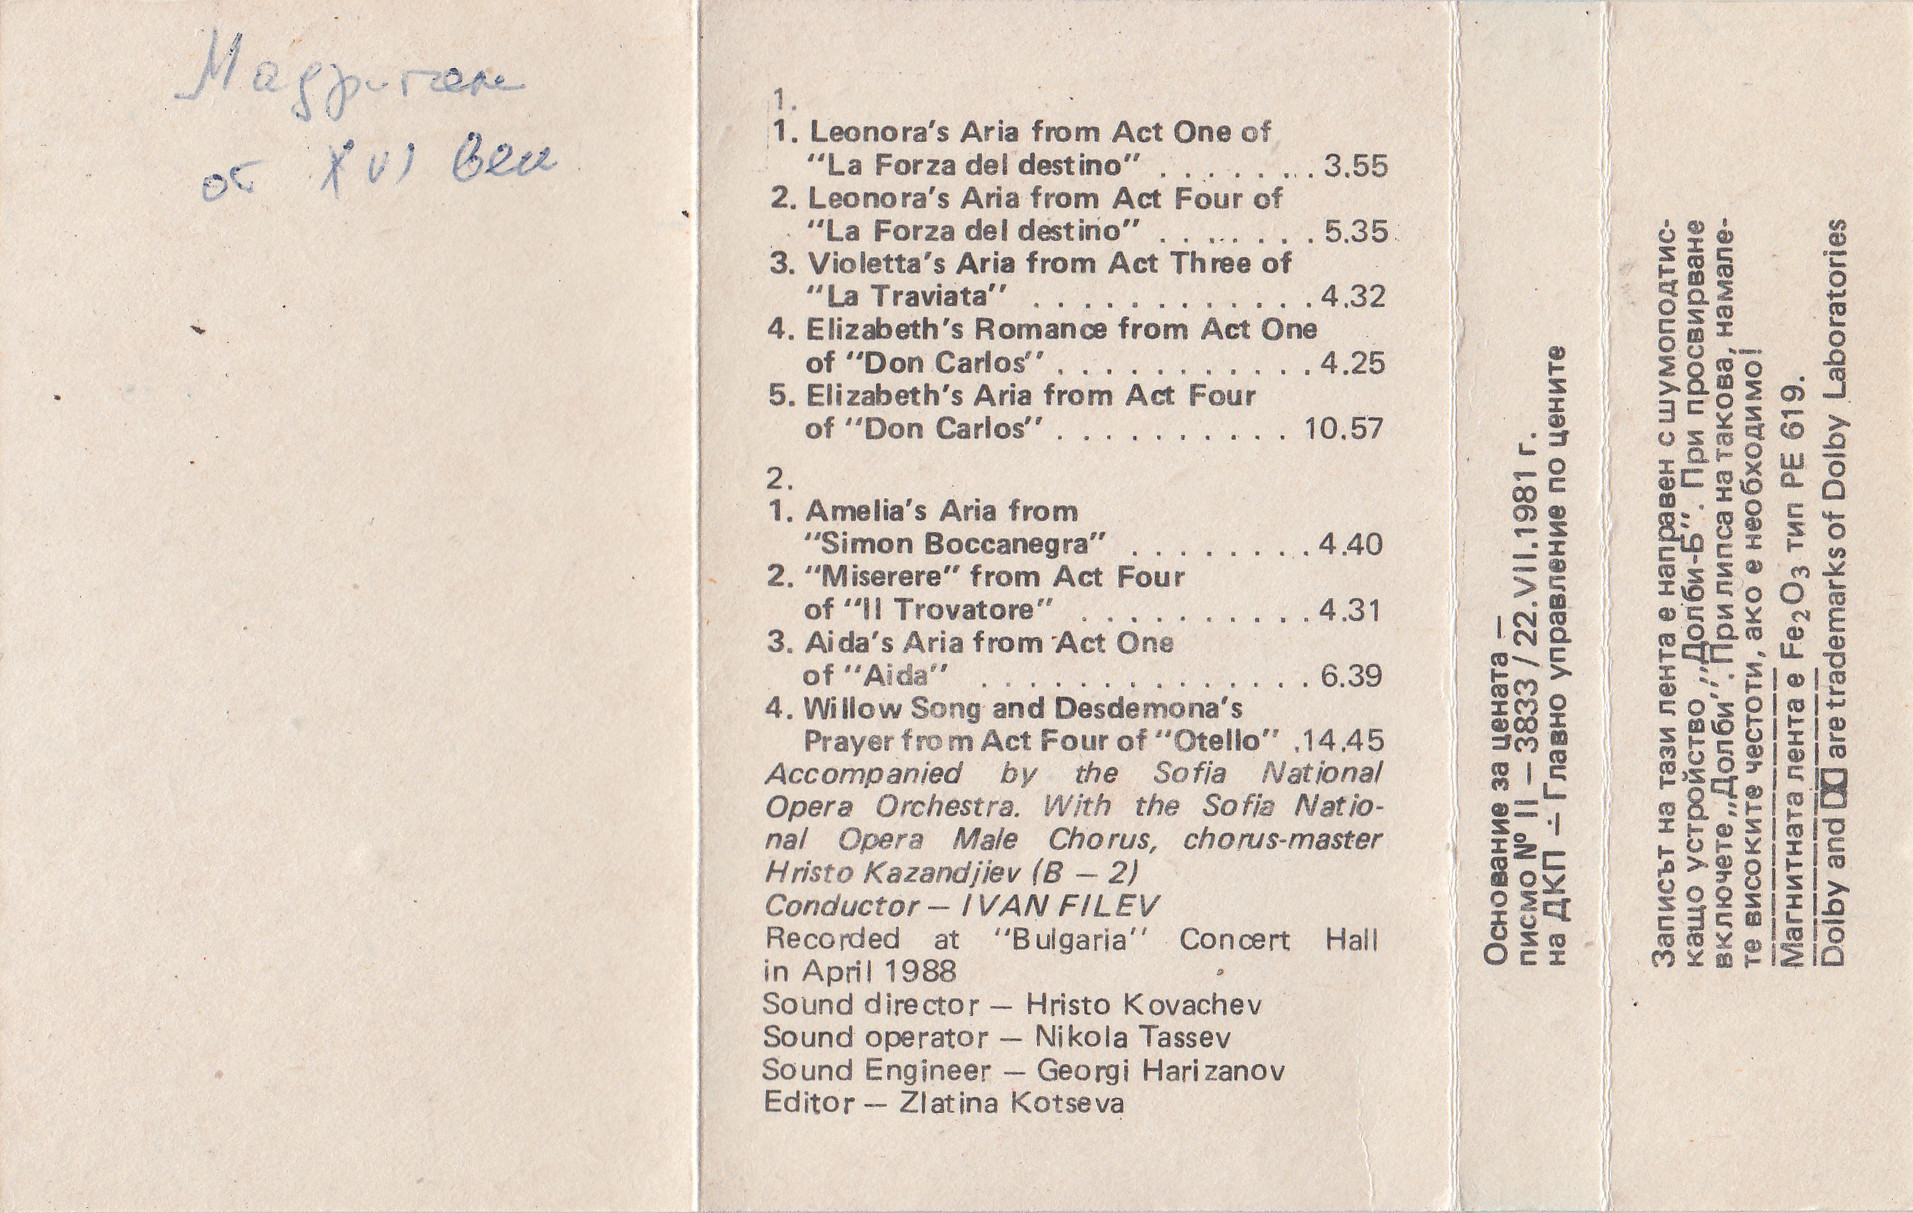 Мадригали
от XVI век
1.
1. Leonora's Aria from Act One of
"La Forza del destino" . . . . . . . 3.55
2. Leonora's Aria from Act Four of
"La Forza del destino" . . . . . . . 5.35
3. Violetta's Aria from Act Three of
"La Traviata" . . . . . . . . . . . . 4.32
4. Elizabeth's Romance from Act One
of "Don Carlos" . . . . . . . . . . . 4.25
5. Elizabeth's Aria from Act Four
of "Don Carlos" . . . . . . . . . . 10.57
2.
1. Amelia's Aria from
"Simon Boccanegra" . . . . . . . . 4.40
2. "Miserere" from Act Four
of "Il Trovatore" . . . . . . . . . . 4.31
3. Aida's Aria from Act One
of "Aida" . . . . . . . . . . . . . . 6.39
4. Willow Song and Desdemona's
Prayer from Act Four of "Otello" .14.45
Accompanied by the Sofia National
Opera Orchestra. With the Sofia Natio-
nal Opera Male Chorus, chorus-master
Hristo Kazandjiev (B – 2)
Conductor – IVAN FILEV
Recorded at "Bulgaria" Concert Hall
in April 1988
Sound director – Hristo Kovachev
Sound operator – Nikola Tassev
Sound Engineer – Georgi Harizanov
Editor – Zlatina Kotseva
Основание за цената –
писмо № II – 3833 / 22.VII.1981 г.
на ДКП – Главно управление по цените
Записът на тази лента е направен с шумоподтис-
кащо устройство „Долби-Б". При просвирване
включете „Долби". При липса на такова, намале-
те високите честоти, ако е необходимо!
Магнитната лента е Fe2O3 тип PE 619.
Dolby and are trademarks of Dolby Laboratories